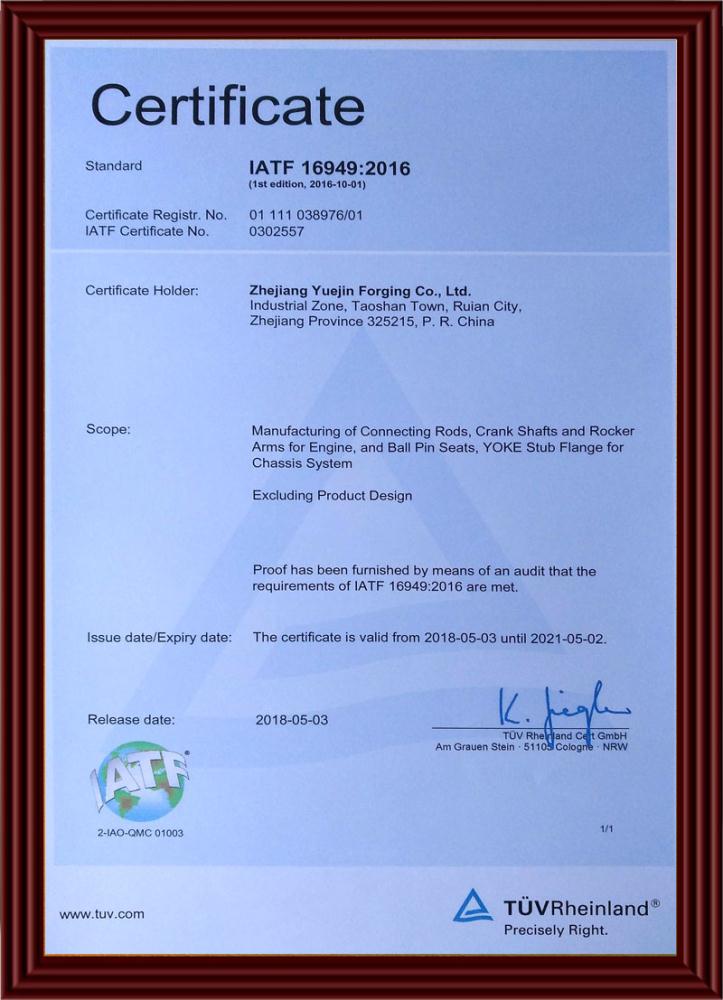 Certificate
Standard IATF 16949:2016
(1st edition, 2016-10-01)
Certificate Registr. No. 01 111 038976/01
IATF Certificate No. 0302557
Certificate Holder: Zhejiang Yuejin Forging Co., Ltd.
Industrial Zone, Taoshan Town, Ruian City,
Zhejiang Province 325215, P. R. China
Scope: Manufacturing of Connecting Rods, Crank Shafts and Rocker
Arms for Engine, and Ball Pin Seats, YOKE Stub Flange for
Chassis System
Excluding Product Design
Proof has been furnished by means of an audit that the
requirements of IATF 16949:2016 are met.
Issue date/Expiry date: The certificate is valid from 2018-05-03 until 2021-05-02.
Release date: 2018-05-03
TÜV Rheinland Cert GmbH
Am Grauen Stein · 51105 Cologne · NRW
IATF®
2-IAO-QMC 01003
1/1
www.tuv.com
TÜVRheinland®
Precisely Right.